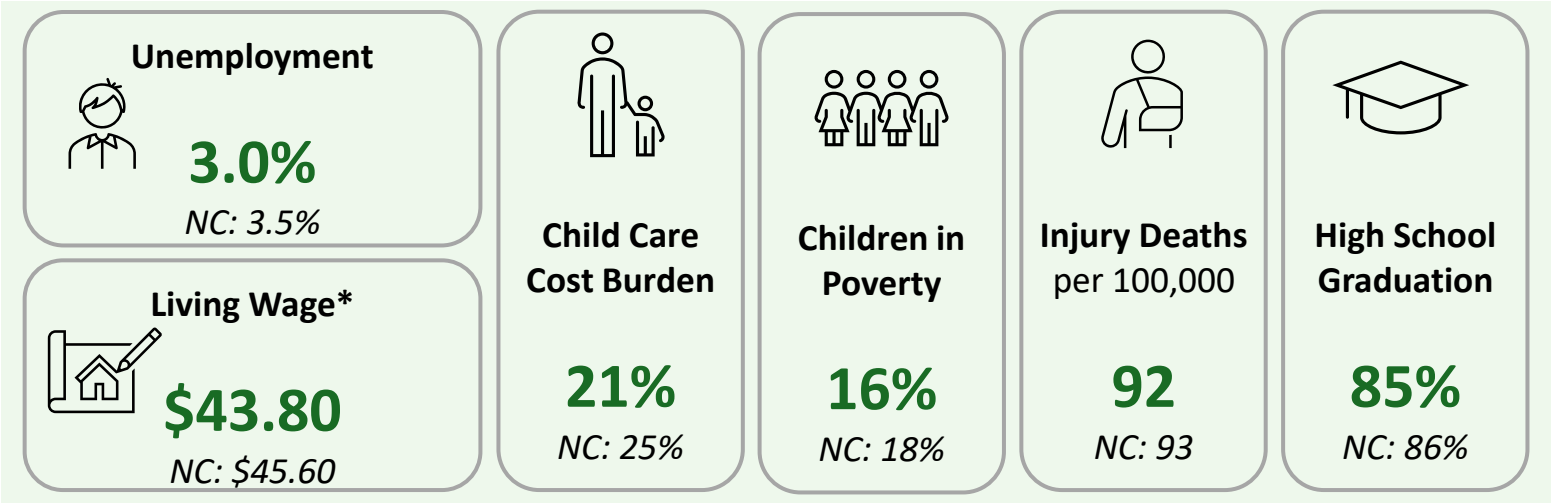 Unemployment
3.0%
NC: 3.5%
Living Wage*
$43.80
NC: $45.60
Child Care
Cost Burden
21%
NC: 25%
Children in
Poverty
16%
NC: 18%
Injury Deaths
per 100,000
92
NC: 93
High School
Graduation
85%
NC: 86%